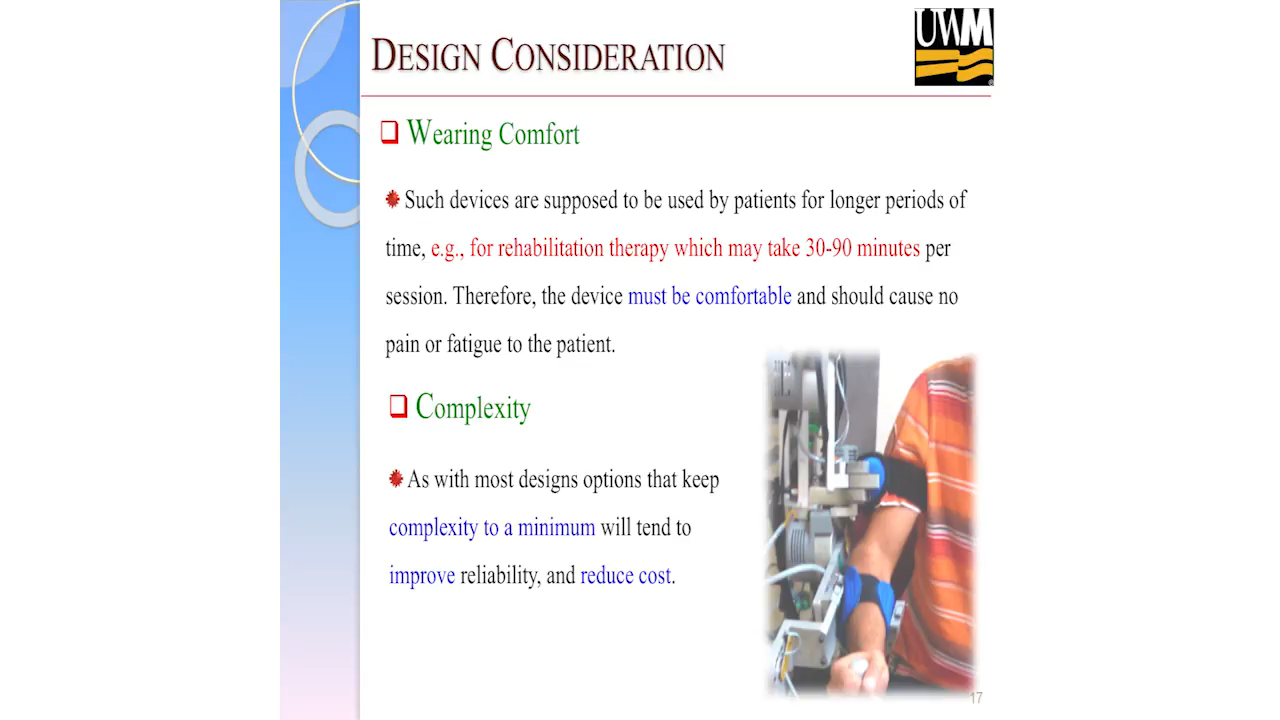 DESIGN CONSIDERATION
UWM
Wearing Comfort
Such devices are supposed to be used by patients for longer periods of
time, e.g., for rehabilitation therapy which may take 30-90 minutes per
session. Therefore, the device must be comfortable and should cause no
pain or fatigue to the patient.
Complexity
As with most designs options that keep
complexity to a minimum will tend to
improve reliability, and reduce cost.
17